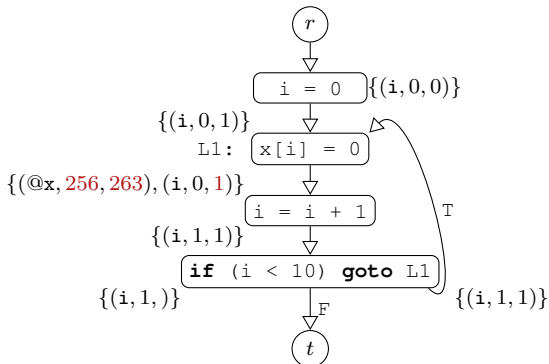 r
i = 0 {(i, 0, 0)}
{(i, 0, 1)}
L1: x[i] = 0
{(@x, 256, 263), (i, 0, 1)}
i = i + 1
T
{(i, 1, 1)}
if (i < 10) goto L1
{(i, 1, )} F {(i, 1, 1)}
t